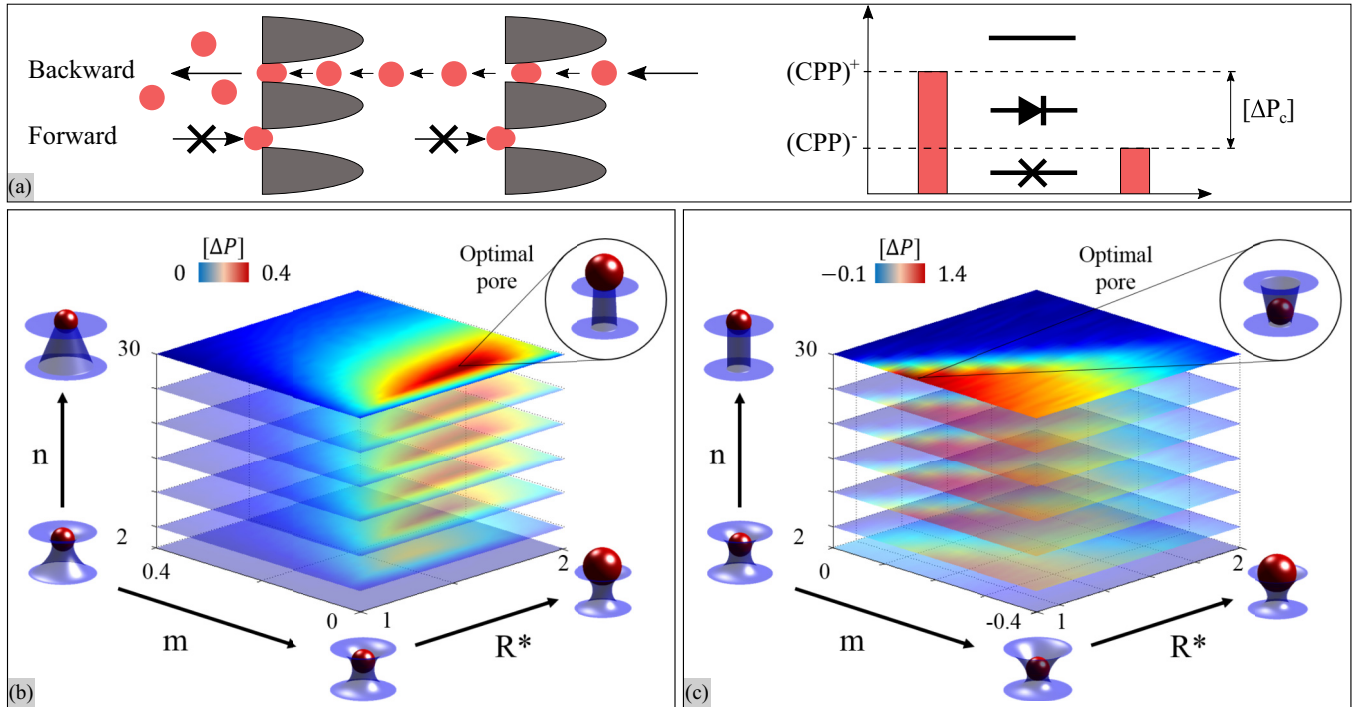 Backward
Forward
(a)
(CPP)⁺
(CPP)⁻
[ΔP꜀]
[ΔP]
0
0.4
Optimal
pore
30
n
2
0.4
m
0
1
R*
2
(b)
[ΔP]
−0.1
1.4
Optimal
pore
30
n
2
0
m
-0.4
1
R*
2
(c)